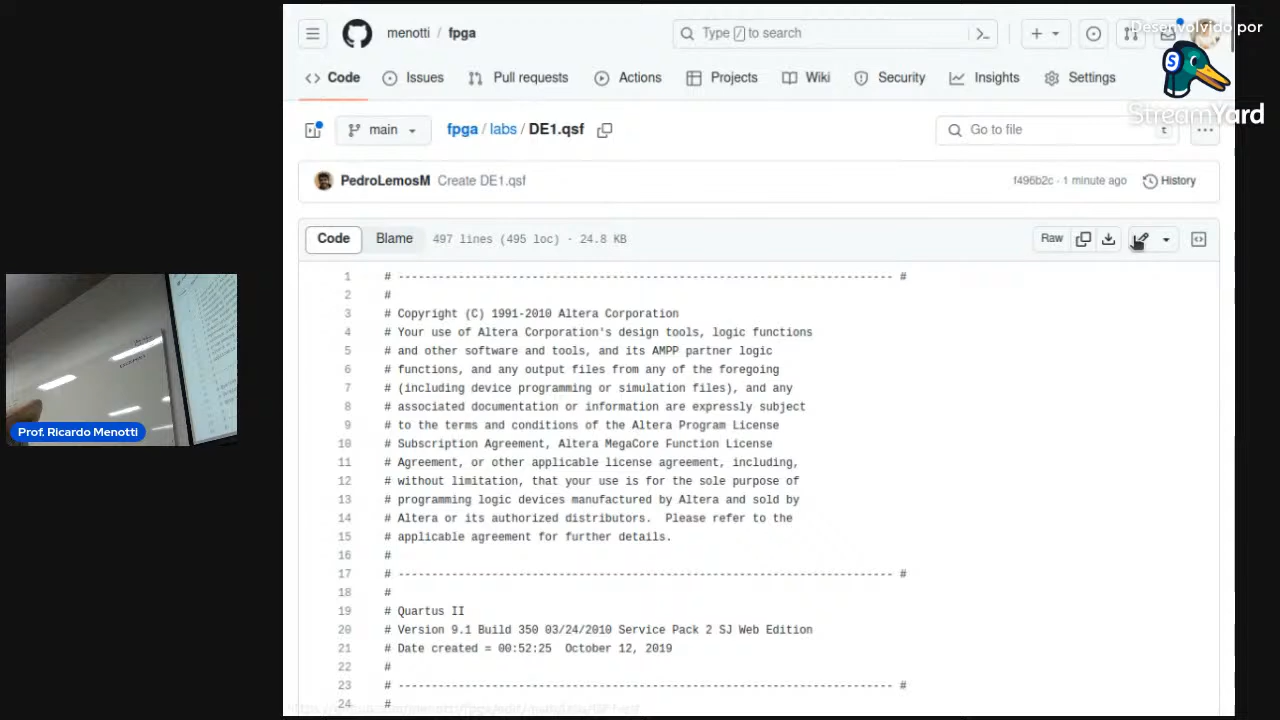 menotti / fpga
Type / to search
Desenvolvido por
StreamYard
Code
Issues
Pull requests
Actions
Projects
Wiki
Security
Insights
Settings
main
fpga / labs / DE1.qsf
Go to file
t
PedroLemosM Create DE1.qsf
f496b2c · 1 minute ago
History
Code
Blame
497 lines (495 loc) · 24.8 KB
Raw
1 # -------------------------------------------------------------------------- #
2 #
3 # Copyright (C) 1991-2010 Altera Corporation
4 # Your use of Altera Corporation's design tools, logic functions
5 # and other software and tools, and its AMPP partner logic
6 # functions, and any output files from any of the foregoing
7 # (including device programming or simulation files), and any
8 # associated documentation or information are expressly subject
9 # to the terms and conditions of the Altera Program License
10 # Subscription Agreement, Altera MegaCore Function License
11 # Agreement, or other applicable license agreement, including,
12 # without limitation, that your use is for the sole purpose of
13 # programming logic devices manufactured by Altera and sold by
14 # Altera or its authorized distributors.  Please refer to the
15 # applicable agreement for further details.
16 #
17 # -------------------------------------------------------------------------- #
18 #
19 # Quartus II
20 # Version 9.1 Build 350 03/24/2010 Service Pack 2 SJ Web Edition
21 # Date created = 00:52:25  October 12, 2019
22 #
23 # -------------------------------------------------------------------------- #
24 #
Prof. Ricardo Menotti